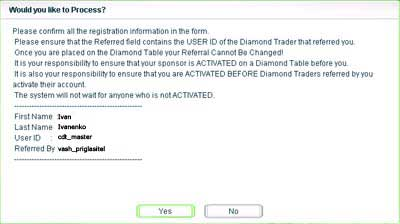 Would you like to Process?
Please confirm all the registration information in the form.
Please ensure that the Referred field contains the USER ID of the Diamond Trader that referred you.
Once you are placed on the Diamond Table your Referral Cannot Be Changed!
It is your responsibility to ensure that your sponsor is ACTIVATED on a Diamond Table before you.
It is also your responsibility to ensure that you are ACTIVATED BEFORE Diamond Traders referred by you
activate their account.
The system will not wait for anyone who is not ACTIVATED.
----------------------------------------
First Name Ivan
Last Name Ivanenko
User ID : cdt_master
Referred By vash_priglasitel
----------------------------------------
Yes No